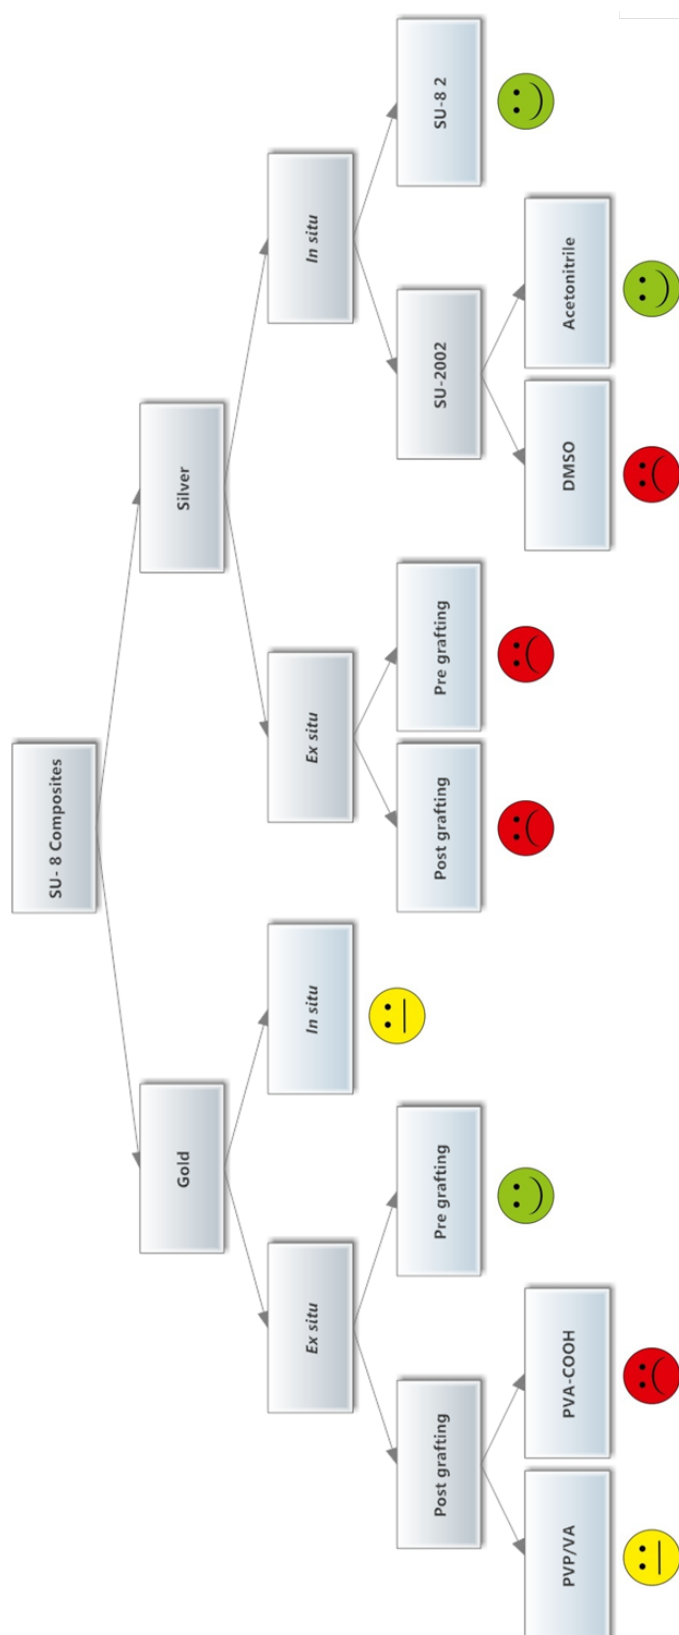 SU- 8 Composites
Gold
Silver
In situ
Ex situ
In situ
Ex situ
Post grafting
Pre grafting
Post grafting
Pre grafting
SU-2002
SU-8 2
PVP/VA
PVA-COOH
DMSO
Acetonitrile